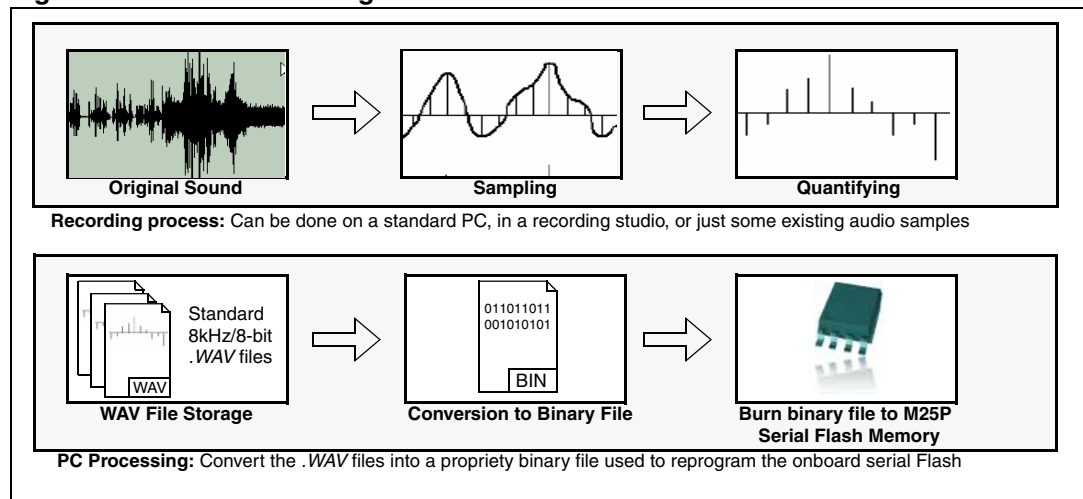 Original Sound
Sampling
Quantifying
Recording process: Can be done on a standard PC, in a recording studio, or just some existing audio samples
Standard
8kHz/8-bit
.WAV files
WAV
011011011
001010101
BIN
WAV File Storage
Conversion to Binary File
Burn binary file to M25P
Serial Flash Memory
PC Processing: Convert the .WAV files into a propriety binary file used to reprogram the onboard serial Flash